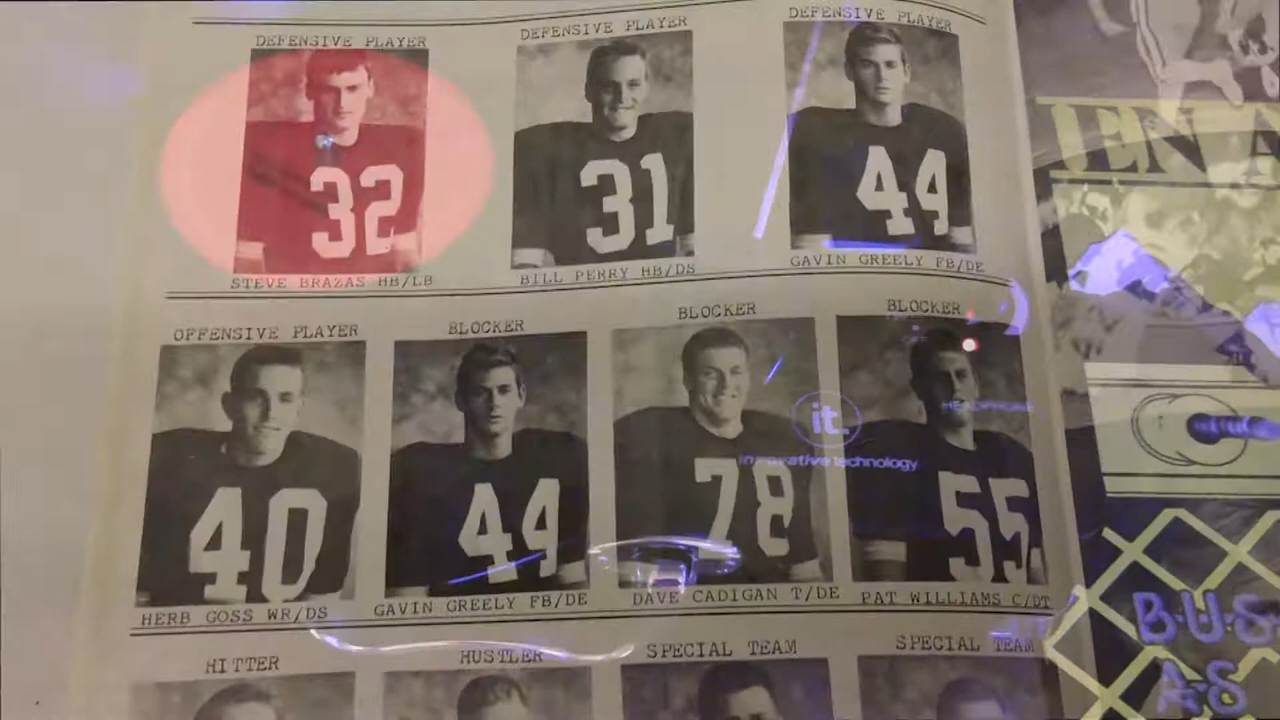 DEFENSIVE PLAYER
DEFENSIVE PLAYER
DEFENSIVE PLAYER
32
31
44
STEVE BRAZAS HB/LB
BILL PERRY HB/DS
GAVIN GREELY FB/DE
OFFENSIVE PLAYER
BLOCKER
BLOCKER
BLOCKER
40
44
78
55
it.
innovative technology
HEADPHONE
HERB GOSS WR/DS
GAVIN GREELY FB/DE
DAVE CADIGAN T/DE
PAT WILLIAMS C/DT
HITTER
HUSTLER
SPECIAL TEAM
SPECIAL TEAM
EN
B-U-S
A-S